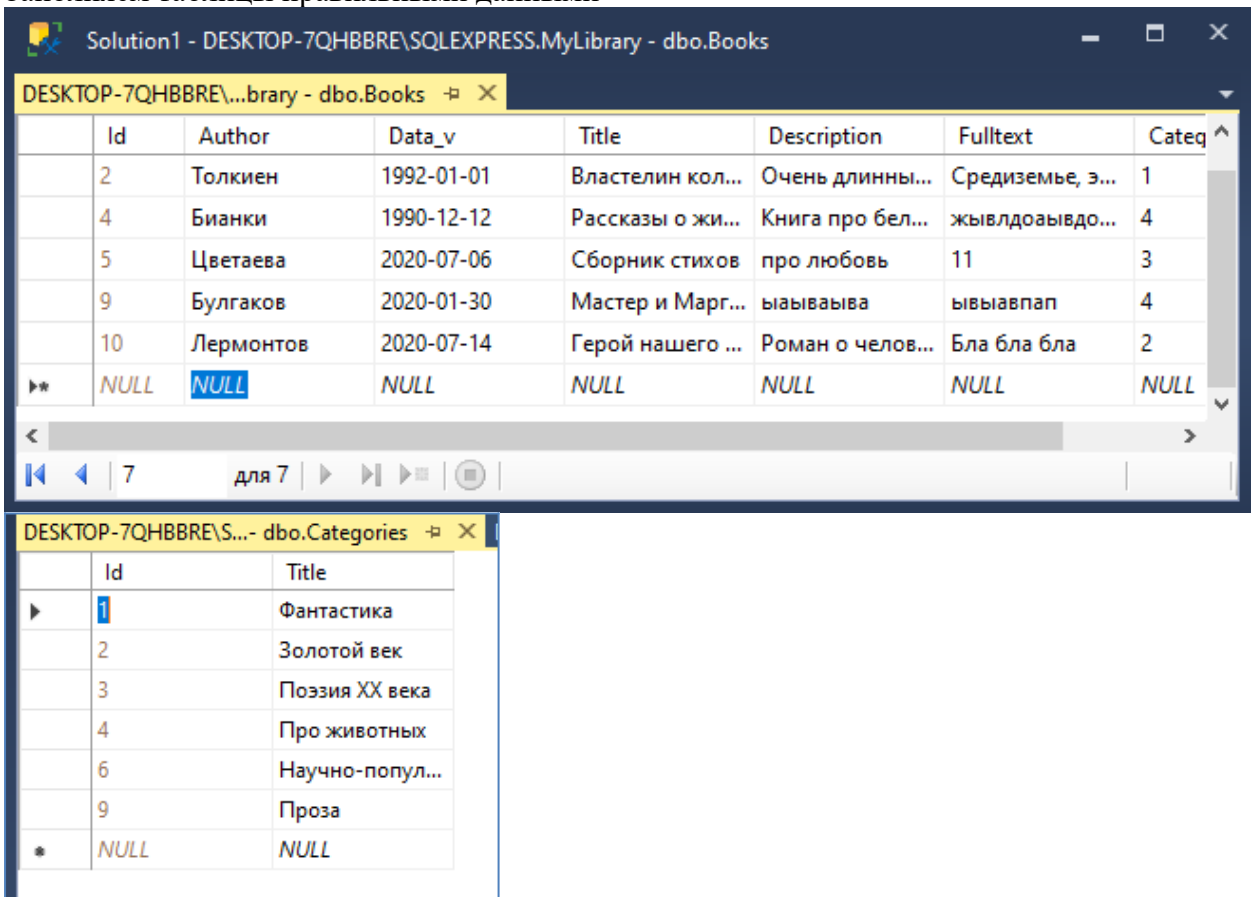 Solution1 - DESKTOP-7QHBBRE\SQLEXPRESS.MyLibrary - dbo.Books
DESKTOP-7QHBBRE\...brary - dbo.Books
Id Author Data_v Title Description Fulltext Categ
2 Толкиен 1992-01-01 Властелин кол... Очень длинны... Средиземье, э... 1
4 Бианки 1990-12-12 Рассказы о жи... Книга про бел... жывлдоаывдо... 4
5 Цветаева 2020-07-06 Сборник стихов про любовь 11 3
9 Булгаков 2020-01-30 Мастер и Марг... ыаываыва ывыавпап 4
10 Лермонтов 2020-07-14 Герой нашего ... Роман о челов... Бла бла бла 2
NULL NULL NULL NULL NULL NULL NULL
7 для 7
DESKTOP-7QHBBRE\S...- dbo.Categories
Id Title
1 Фантастика
2 Золотой век
3 Поэзия XX века
4 Про животных
6 Научно-попул...
9 Проза
NULL NULL